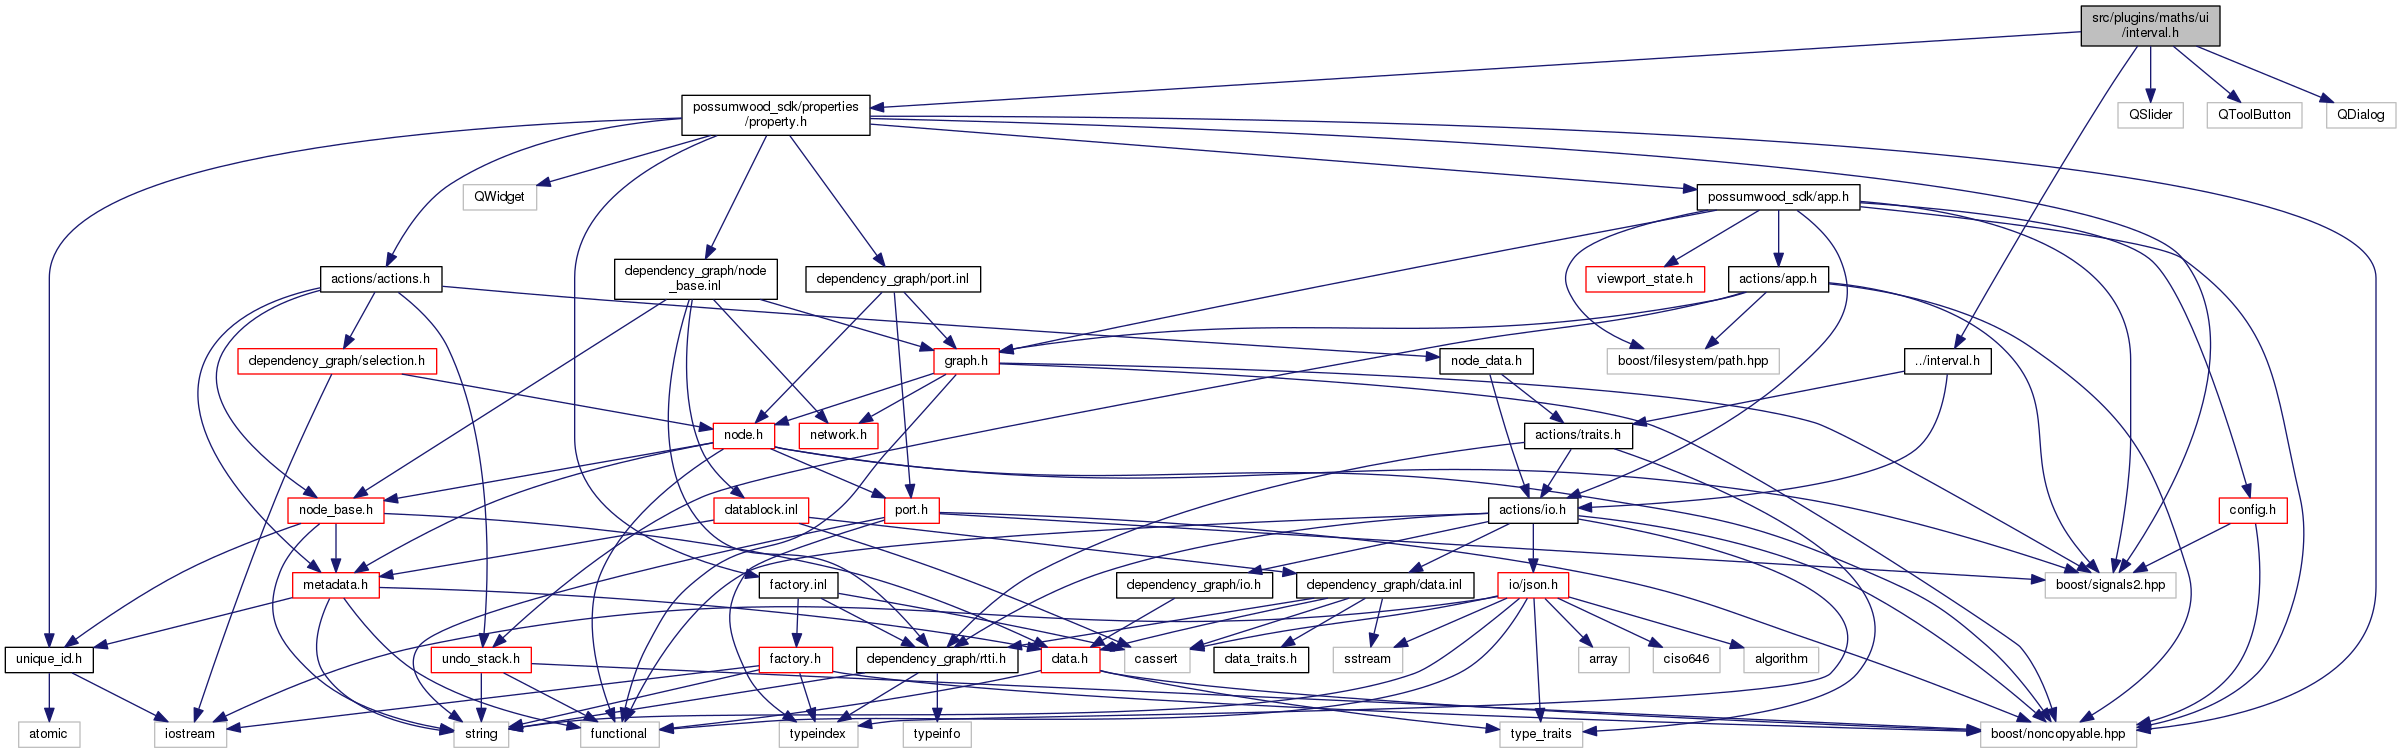 src/plugins/maths/ui
/interval.h
possumwood_sdk/properties
/property.h
QSlider
QToolButton
QDialog
QWidget
possumwood_sdk/app.h
actions/actions.h
dependency_graph/node
_base.inl
dependency_graph/port.inl
viewport_state.h
actions/app.h
dependency_graph/selection.h
graph.h
node_data.h
boost/filesystem/path.hpp
../interval.h
node.h
network.h
actions/traits.h
node_base.h
datablock.inl
port.h
actions/io.h
config.h
metadata.h
factory.inl
dependency_graph/io.h
dependency_graph/data.inl
io/json.h
boost/signals2.hpp
unique_id.h
undo_stack.h
factory.h
dependency_graph/rtti.h
data.h
cassert
data_traits.h
sstream
array
ciso646
algorithm
atomic
iostream
string
functional
typeindex
typeinfo
type_traits
boost/noncopyable.hpp